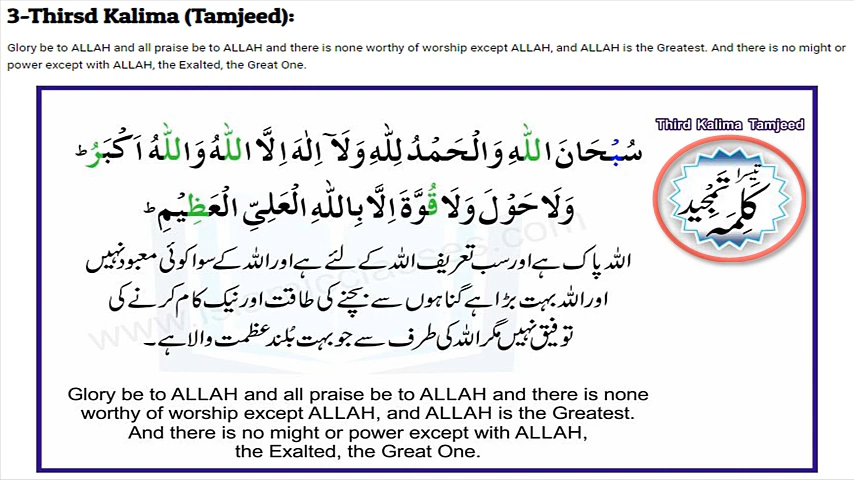 3-Thirsd Kalima (Tamjeed):
Glory be to ALLAH and all praise be to ALLAH and there is none worthy of worship except ALLAH, and ALLAH is the Greatest. And there is no might or
power except with ALLAH, the Exalted, the Great One.
Third Kalima Tamjeed
تیسرا
کلمہ تمجید
سُبْحَانَ اللّٰهِ وَالْحَمْدُ لِلّٰهِ وَلَآ اِلٰهَ اِلَّا اللّٰهُ وَاللّٰهُ اَكْبَرُ ؕ
وَلَا حَوْلَ وَلَا قُوَّةَ اِلَّا بِاللّٰهِ الْعَلِىِّ الْعَظِيْمِ ؕ
اللہ پاک ہے اور سب تعریف اللہ کے لئے ہے اور اللہ کے سوا کوئی معبود نہیں
اور اللہ بہت بڑا ہے گناہوں سے بچنے کی طاقت اور نیک کام کرنے کی
توفیق نہیں مگر اللہ کی طرف سے جو بہت بُلند عظمت والا ہے۔
www.islamicclasses.com
Glory be to ALLAH and all praise be to ALLAH and there is none
worthy of worship except ALLAH, and ALLAH is the Greatest.
And there is no might or power except with ALLAH,
the Exalted, the Great One.